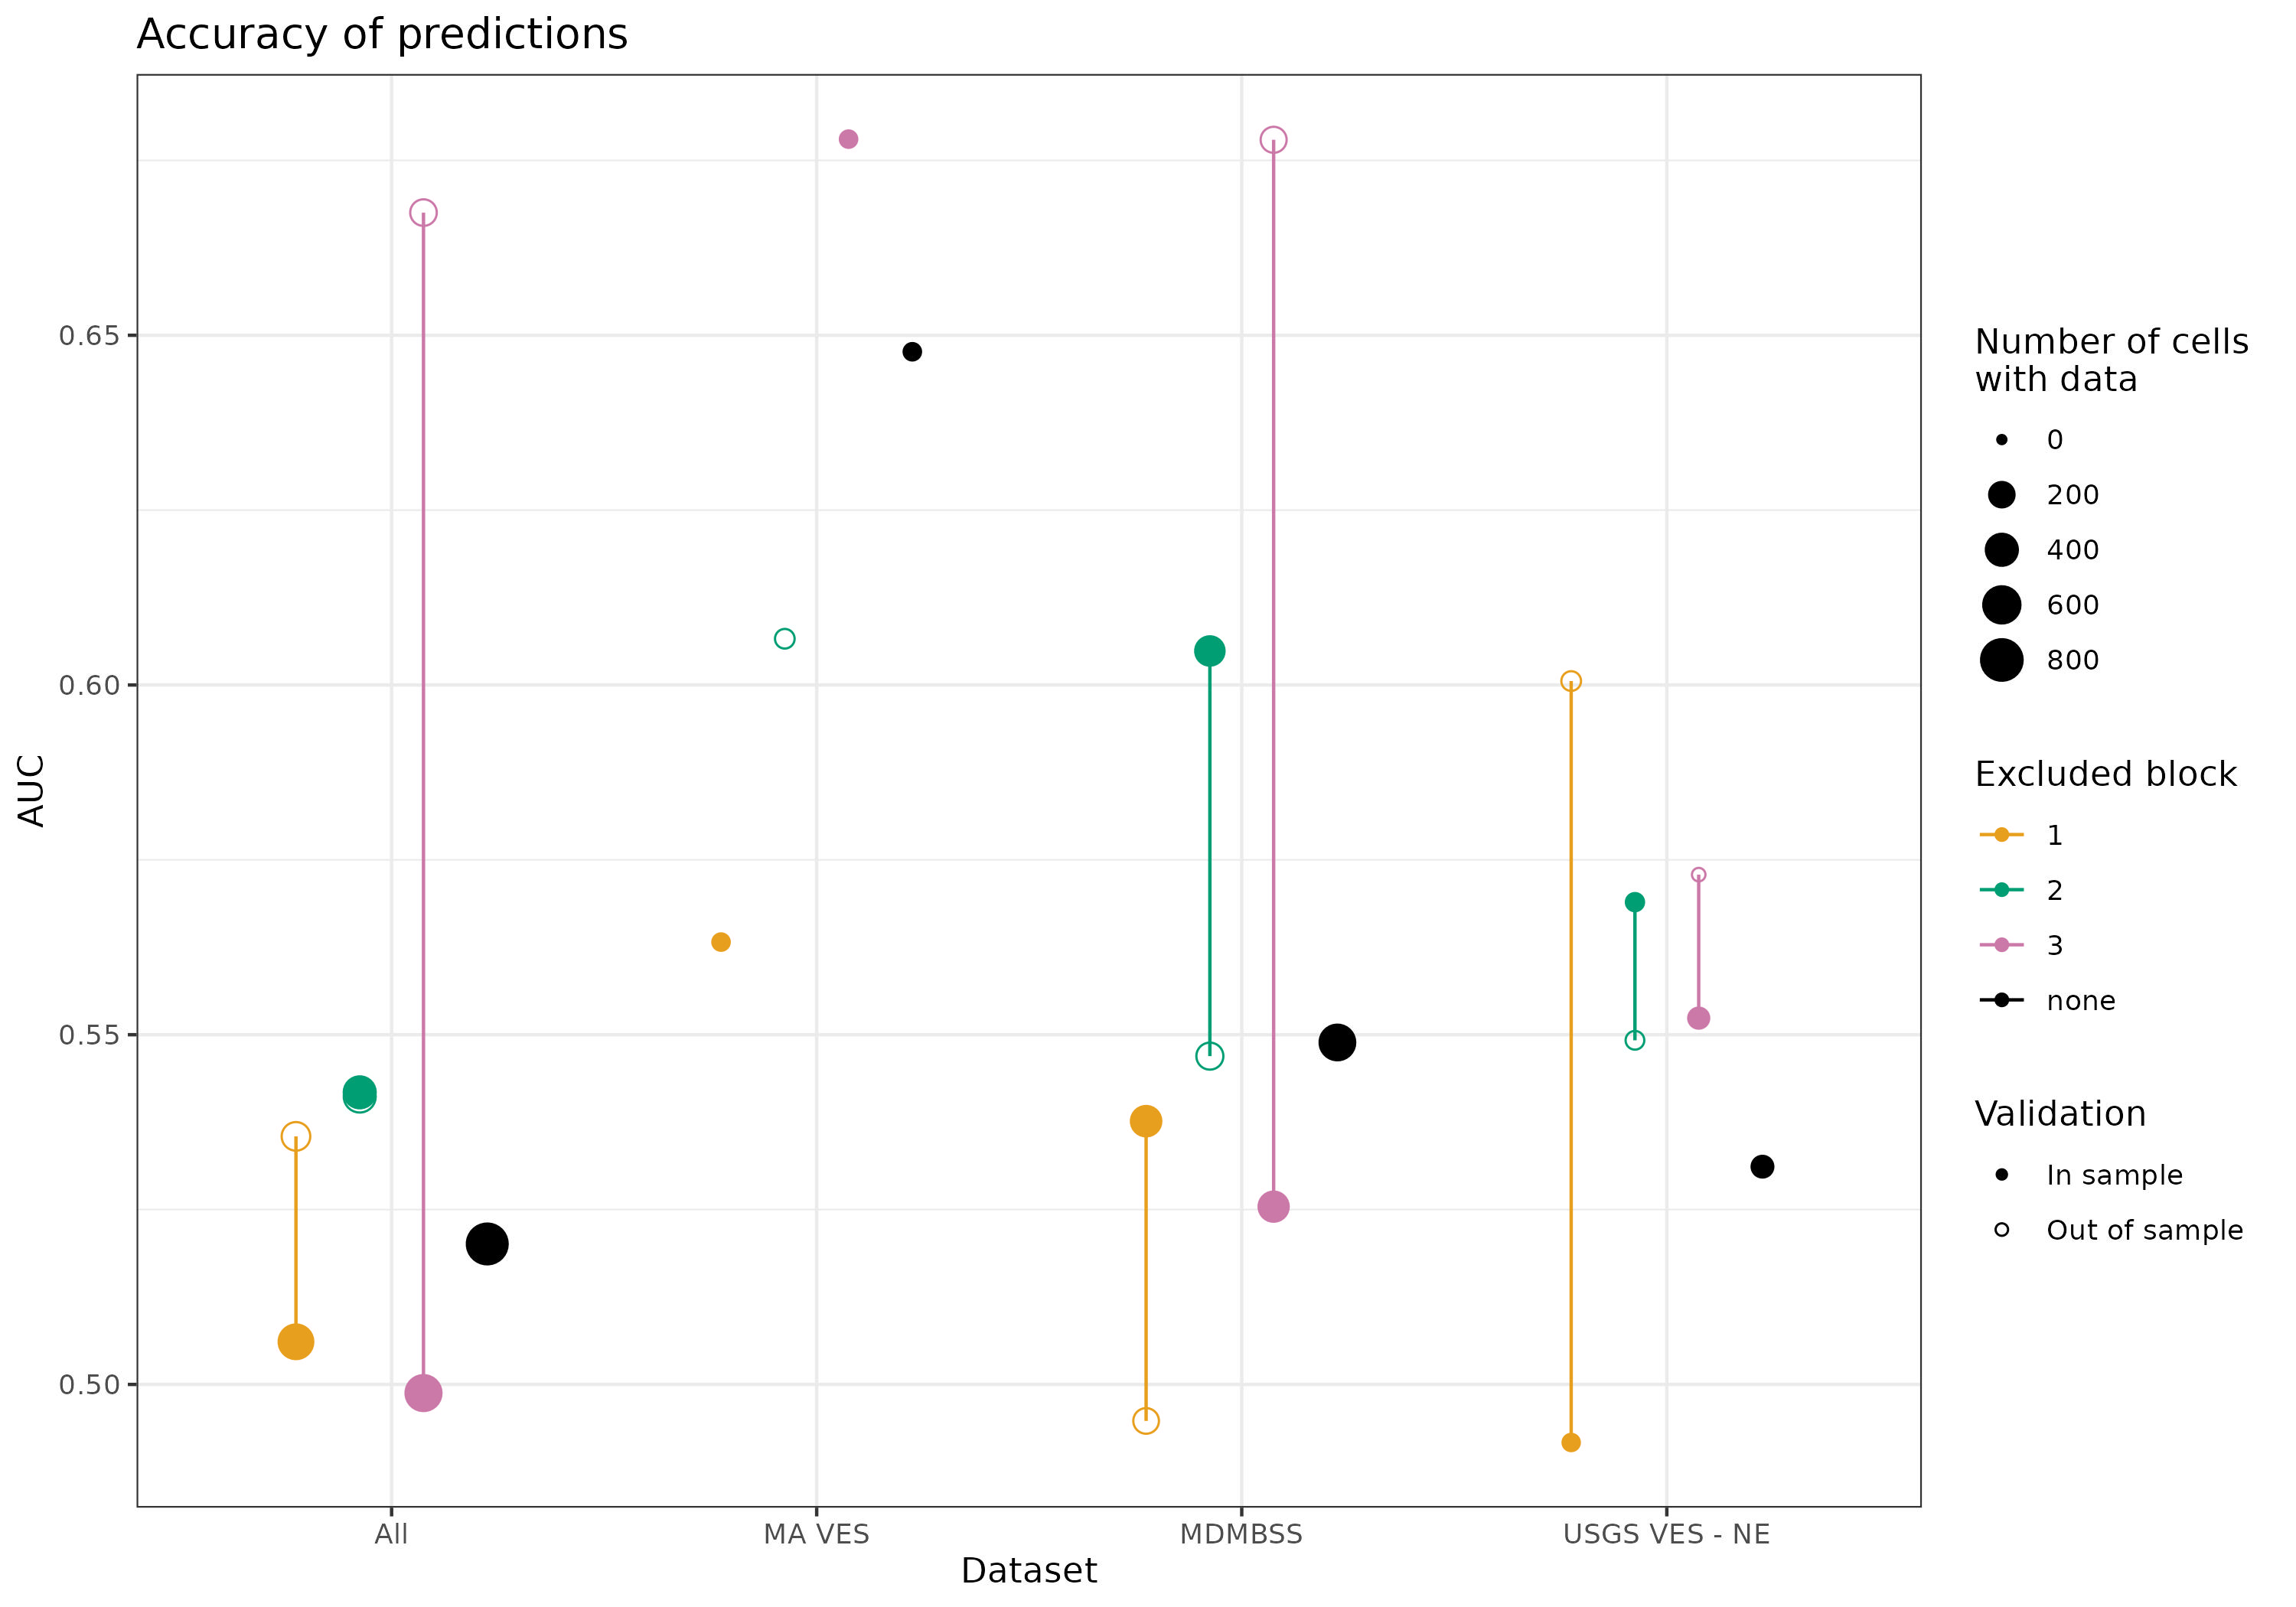 Accuracy of predictions
AUC
0.65
0.60
0.55
0.50
All
MA VES
MDMBSS
USGS VES - NE
Dataset
Number of cells
with data
0
200
400
600
800
Excluded block
1
2
3
none
Validation
In sample
Out of sample